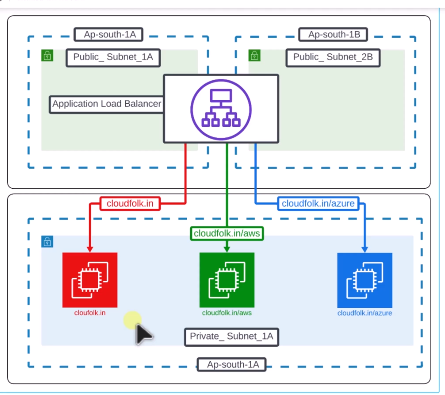 Ap-south-1A
Ap-south-1B
Public_ Subnet_1A
Public_ Subnet_2B
Application Load Balancer
cloudfolk.in
cloudfolk.in/azure
cloudfolk.in/aws
cloufolk.in
cloudfolk.in/aws
cloudfolk.in/azure
Private_ Subnet_1A
Ap-south-1A